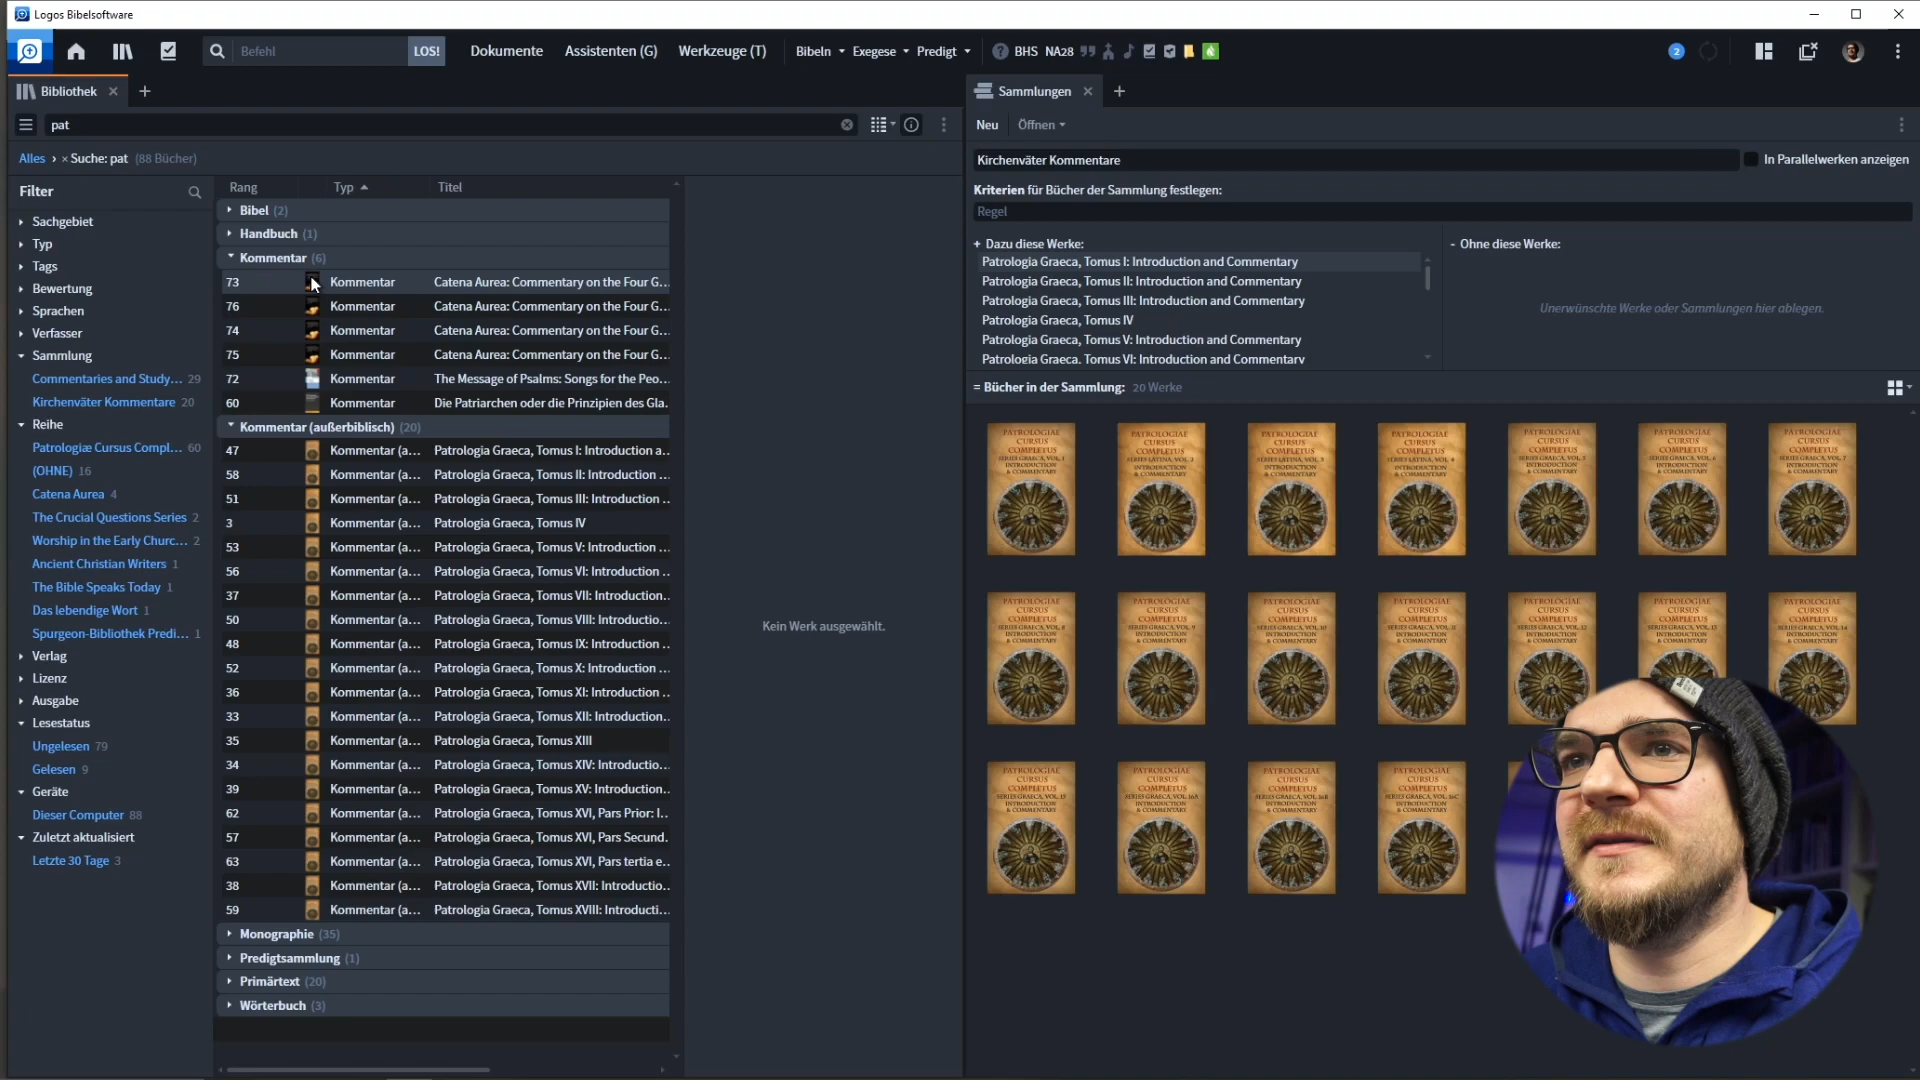 Logos Bibelsoftware
Befehl LOS! Dokumente Assistenten (G) Werkzeuge (T) Bibeln Exegese Predigt BHS NA28 2
Bibliothek
pat
Alles › × Suche: pat (88 Bücher)
Filter
Sachgebiet
Typ
Tags
Bewertung
Sprachen
Verfasser
Sammlung
Commentaries and Study... 29
Kirchenväter Kommentare 20
Reihe
Patrologiæ Cursus Compl... 60
(OHNE) 16
Catena Aurea 4
The Crucial Questions Series 2
Worship in the Early Churc... 2
Ancient Christian Writers 1
The Bible Speaks Today 1
Das lebendige Wort 1
Spurgeon-Bibliothek Predi... 1
Verlag
Lizenz
Ausgabe
Lesestatus
Ungelesen 79
Gelesen 9
Geräte
Dieser Computer 88
Zuletzt aktualisiert
Letzte 30 Tage 3
Rang Typ Titel
Bibel (2)
Handbuch (1)
Kommentar (6)
73 Kommentar Catena Aurea: Commentary on the Four G...
76 Kommentar Catena Aurea: Commentary on the Four G...
74 Kommentar Catena Aurea: Commentary on the Four G...
75 Kommentar Catena Aurea: Commentary on the Four G...
72 Kommentar The Message of Psalms: Songs for the Peo...
60 Kommentar Die Patriarchen oder die Prinzipien des Gla.
Kommentar (außerbiblisch) (20)
47 Kommentar (a... Patrologia Graeca, Tomus I: Introduction a...
58 Kommentar (a... Patrologia Graeca, Tomus II: Introduction ...
51 Kommentar (a... Patrologia Graeca, Tomus III: Introduction ...
3 Kommentar (a... Patrologia Graeca, Tomus IV
53 Kommentar (a... Patrologia Graeca, Tomus V: Introduction ...
56 Kommentar (a... Patrologia Graeca, Tomus VI: Introduction ..
37 Kommentar (a... Patrologia Graeca, Tomus VII: Introduction...
50 Kommentar (a... Patrologia Graeca, Tomus VIII: Introductio...
48 Kommentar (a... Patrologia Graeca, Tomus IX: Introduction ...
52 Kommentar (a... Patrologia Graeca, Tomus X: Introduction ...
36 Kommentar (a... Patrologia Graeca, Tomus XI: Introduction ..
33 Kommentar (a... Patrologia Graeca, Tomus XII: Introduction...
35 Kommentar (a... Patrologia Graeca, Tomus XIII
34 Kommentar (a... Patrologia Graeca, Tomus XIV: Introductio...
39 Kommentar (a... Patrologia Graeca, Tomus XV: Introduction...
62 Kommentar (a... Patrologia Graeca, Tomus XVI, Pars Prior: I...
57 Kommentar (a... Patrologia Graeca, Tomus XVI, Pars Secund.
63 Kommentar (a... Patrologia Graeca, Tomus XVI, Pars tertia e...
38 Kommentar (a... Patrologia Graeca, Tomus XVII: Introductio...
59 Kommentar (a... Patrologia Graeca, Tomus XVIII: Introducti...
Monographie (35)
Predigtsammlung (1)
Primärtext (20)
Wörterbuch (3)
Kein Werk ausgewählt.
Sammlungen
Neu Öffnen
Kirchenväter Kommentare In Parallelwerken anzeigen
Kriterien für Bücher der Sammlung festlegen:
Regel
+ Dazu diese Werke:
Patrologia Graeca, Tomus I: Introduction and Commentary
Patrologia Graeca, Tomus II: Introduction and Commentary
Patrologia Graeca, Tomus III: Introduction and Commentary
Patrologia Graeca, Tomus IV
Patrologia Graeca, Tomus V: Introduction and Commentary
Patrologia Graeca, Tomus VI: Introduction and Commentary
- Ohne diese Werke:
Unerwünschte Werke oder Sammlungen hier ablegen.
= Bücher in der Sammlung: 20 Werke